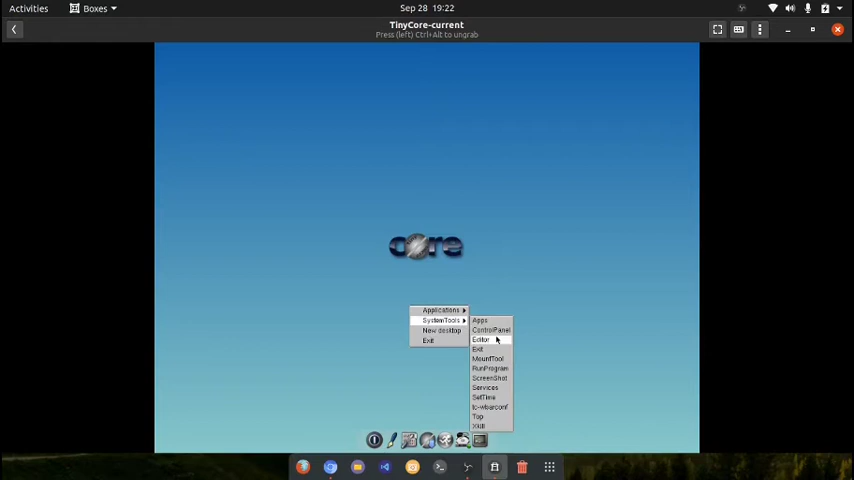 Activities
Boxes
Sep 28 19:22
TinyCore-current
Press (left) Ctrl+Alt to ungrab
core
Applications
SystemTools
New desktop
Exit
Apps
ControlPanel
Editor
Exit
MountTool
RunProgram
ScreenShot
Services
SetTime
tc-wbarconf
Top
Xkill